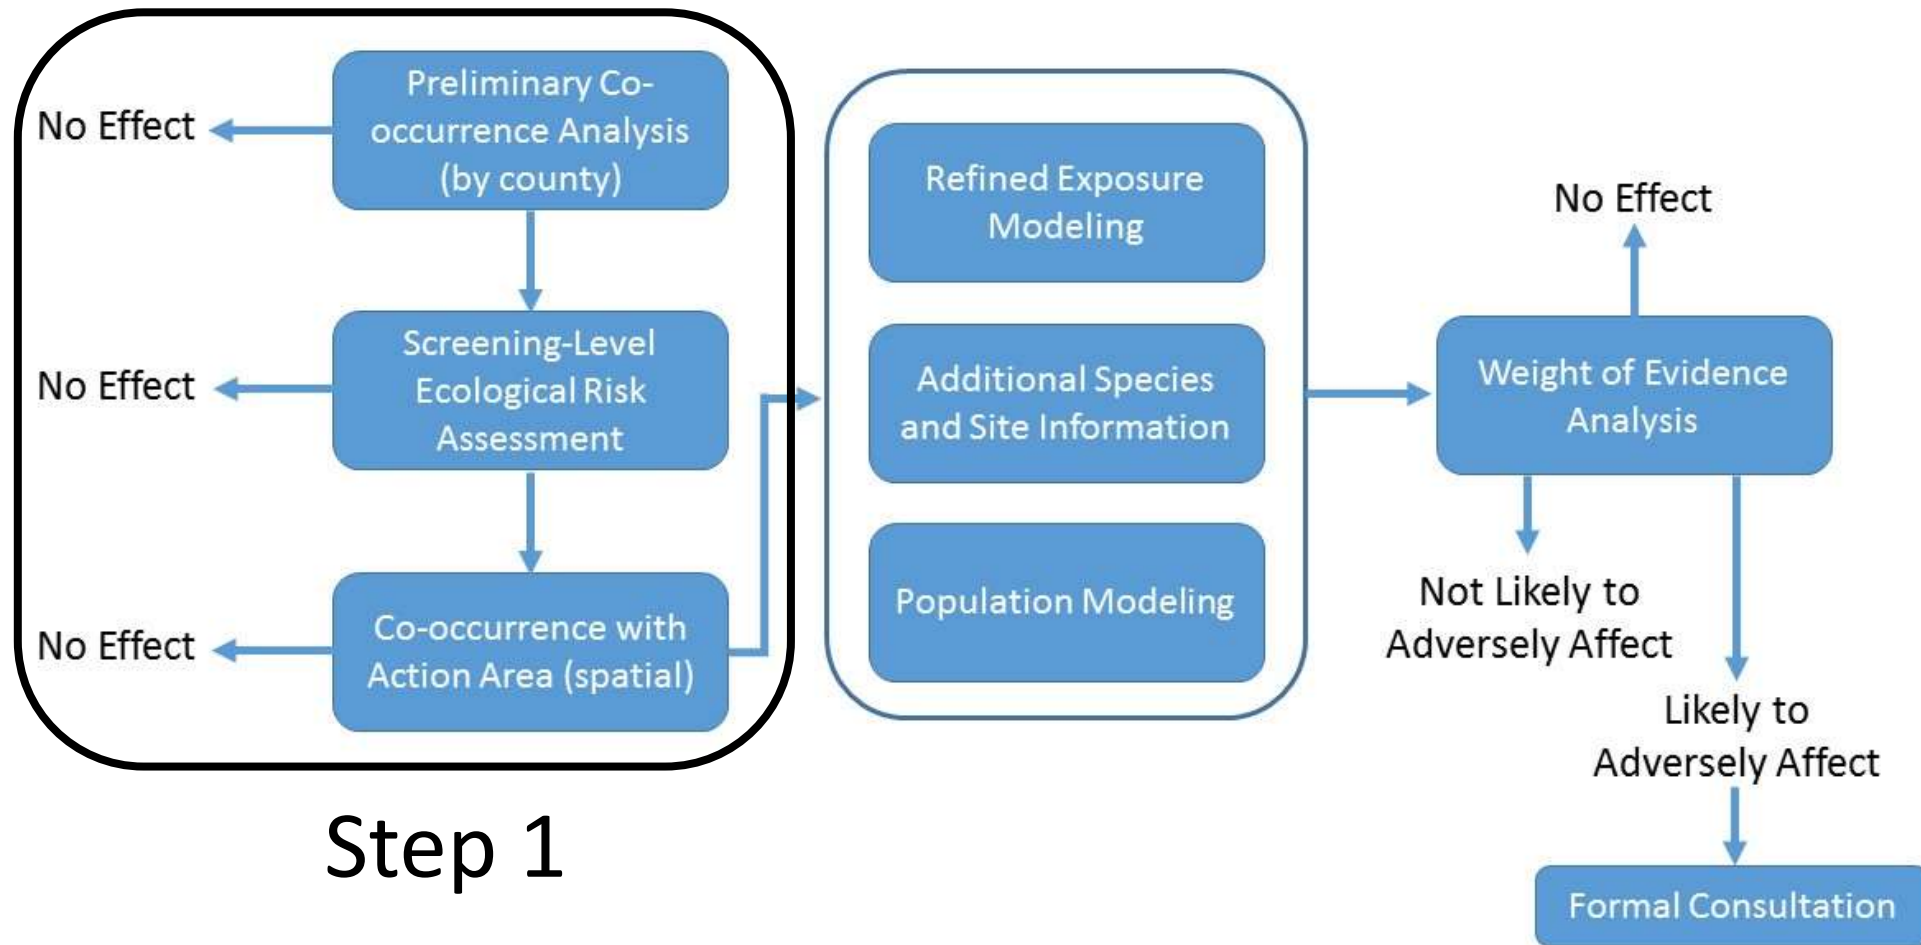 No Effect
Preliminary Co-
occurrence Analysis
(by county)
No Effect
Screening-Level
Ecological Risk
Assessment
No Effect
Co-occurrence with
Action Area (spatial)
Step 1
Refined Exposure
Modeling
Additional Species
and Site Information
Population Modeling
No Effect
Weight of Evidence
Analysis
Not Likely to
Adversely Affect
Likely to
Adversely Affect
Formal Consultation